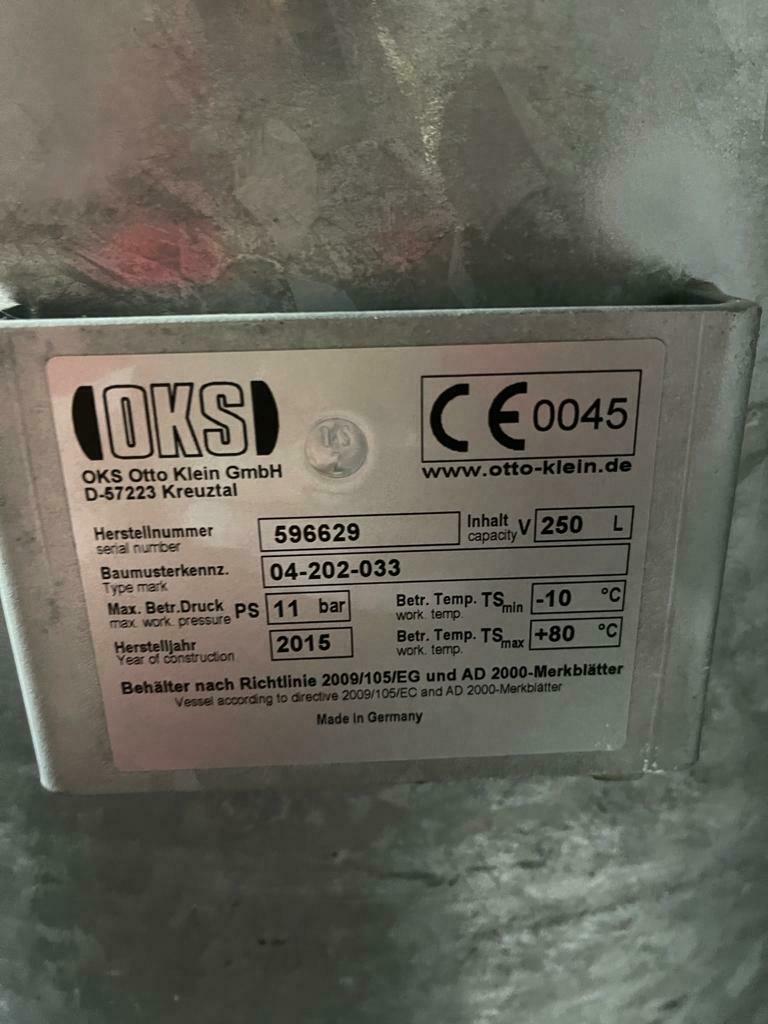 OKS
OKS
CE 0045
OKS Otto Klein GmbH
D-57223 Kreuztal
www.otto-klein.de
Herstellnummer 596629 Inhalt V 250 L
serial number capacity
Baumusterkennz. 04-202-033
Type mark
Max. Betr.Druck PS 11 bar Betr. Temp. TSmin -10 °C
max. work. pressure work. temp.
Herstelljahr 2015 Betr. Temp. TSmax +80 °C
Year of construction work. temp.
Behälter nach Richtlinie 2009/105/EG und AD 2000-Merkblätter
Vessel according to directive 2009/105/EC and AD 2000-Merkblätter
Made in Germany